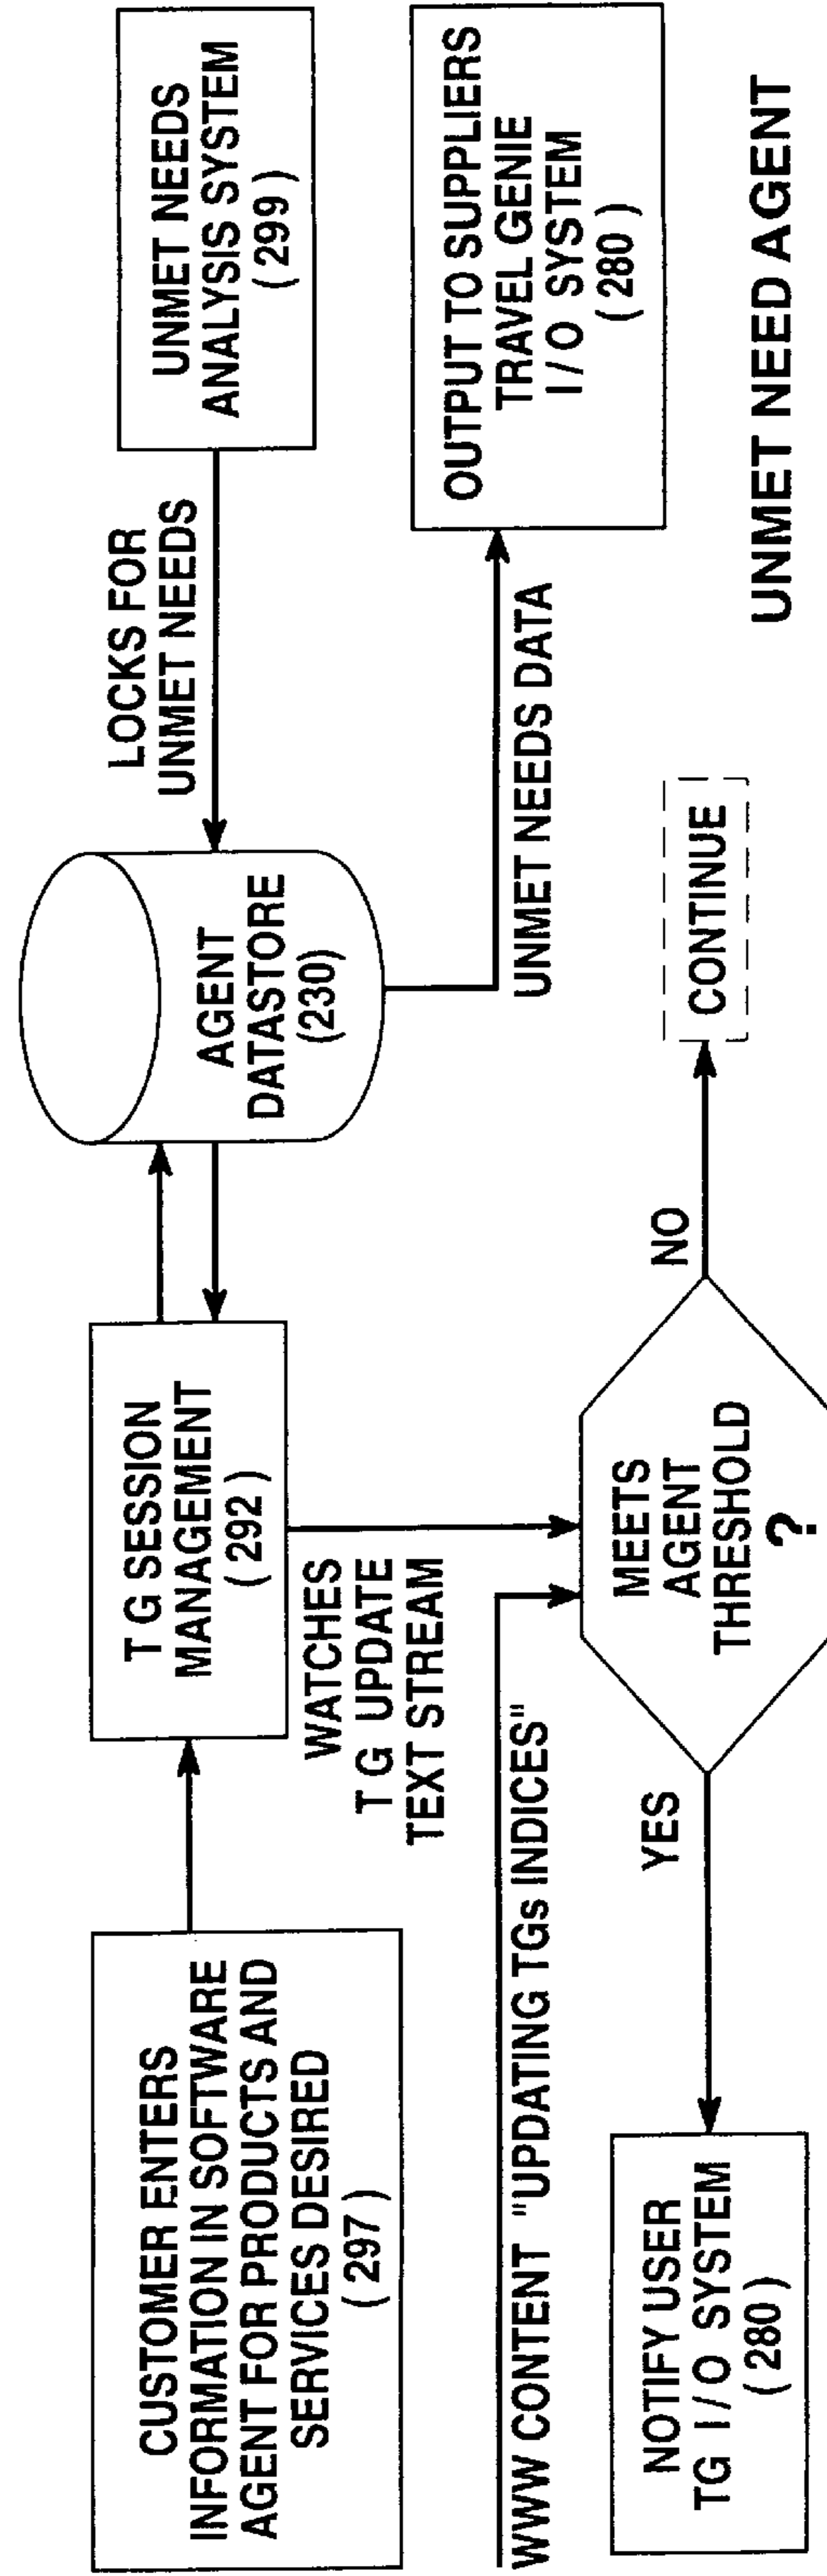 CUSTOMER ENTERS
INFORMATION IN SOFTWARE
AGENT FOR PRODUCTS AND
SERVICES DESIRED
( 297 )
T G SESSION
MANAGEMENT
( 292 )
AGENT
DATASTORE
(230)
LOCKS FOR
UNMET NEEDS
UNMET NEEDS
ANALYSIS SYSTEM
( 299 )
WATCHES
T G UPDATE
TEXT STREAM
WWW CONTENT "UPDATING TGs INDICES"
UNMET NEEDS DATA
OUTPUT TO SUPPLIERS
TRAVEL GENIE
I / O SYSTEM
( 280 )
NOTIFY USER
TG I / O SYSTEM
( 280 )
YES
MEETS
AGENT
THRESHOLD
?
NO
CONTINUE
UNMET NEED AGENT